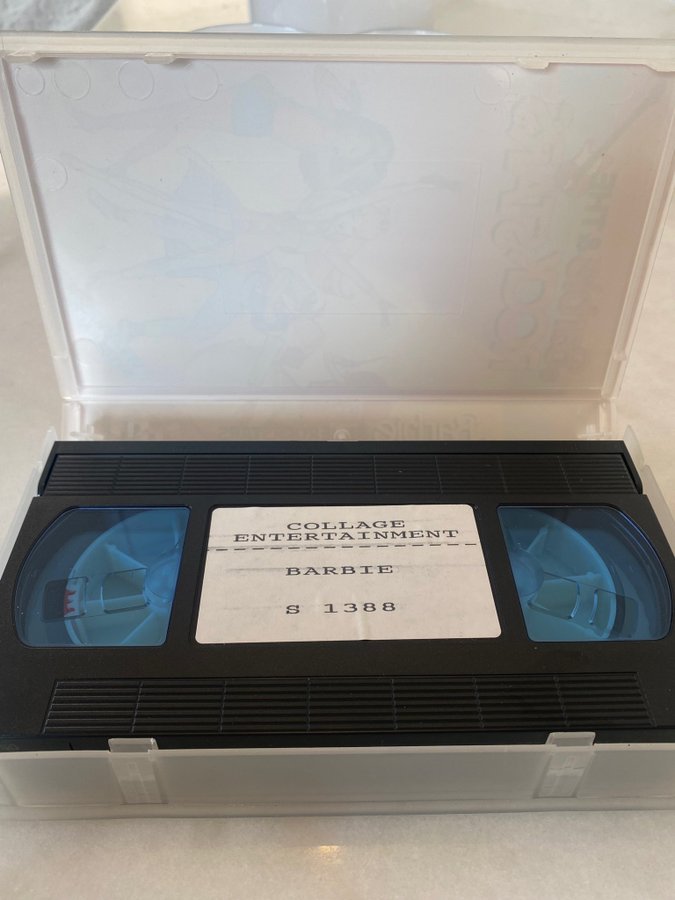 COLLAGE
ENTERTAINMENT
BARBIE
S 1388